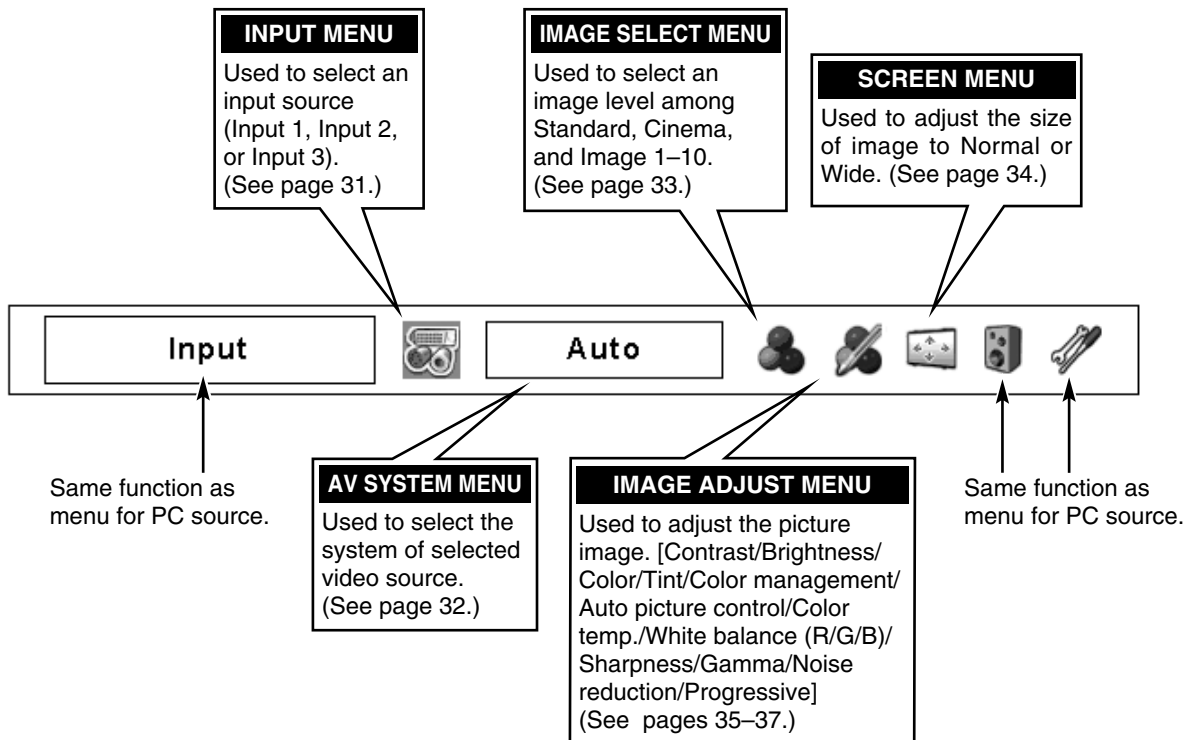 INPUT MENU
Used to select an
input source
(Input 1, Input 2,
or Input 3).
(See page 31.)
IMAGE SELECT MENU
Used to select an
image level among
Standard, Cinema,
and Image 1–10.
(See page 33.)
SCREEN MENU
Used to adjust the size
of image to Normal or
Wide. (See page 34.)
Input
Auto
Same function as
menu for PC source.
AV SYSTEM MENU
Used to select the
system of selected
video source.
(See page 32.)
IMAGE ADJUST MENU
Used to adjust the picture
image. [Contrast/Brightness/
Color/Tint/Color management/
Auto picture control/Color
temp./White balance (R/G/B)/
Sharpness/Gamma/Noise
reduction/Progressive]
(See pages 35–37.)
Same function as
menu for PC source.